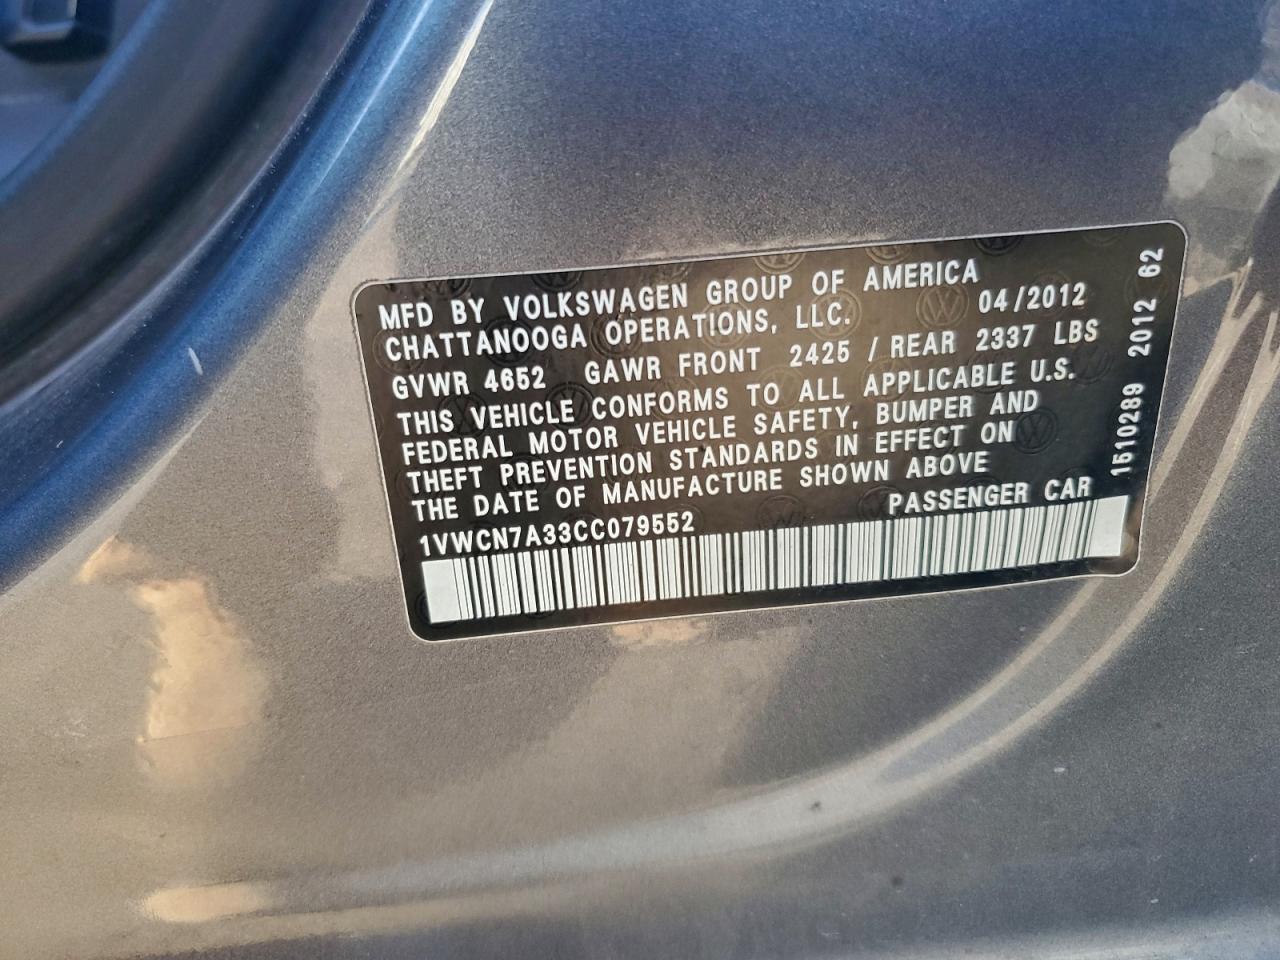 MFD BY VOLKSWAGEN GROUP OF AMERICA
CHATTANOOGA OPERATIONS, LLC. 04/2012
GVWR 4652 GAWR FRONT 2425 / REAR 2337 LBS
THIS VEHICLE CONFORMS TO ALL APPLICABLE U.S.
FEDERAL MOTOR VEHICLE SAFETY, BUMPER AND
THEFT PREVENTION STANDARDS IN EFFECT ON
THE DATE OF MANUFACTURE SHOWN ABOVE
1VWCN7A33CC079552 PASSENGER CAR
1510289 2012 62